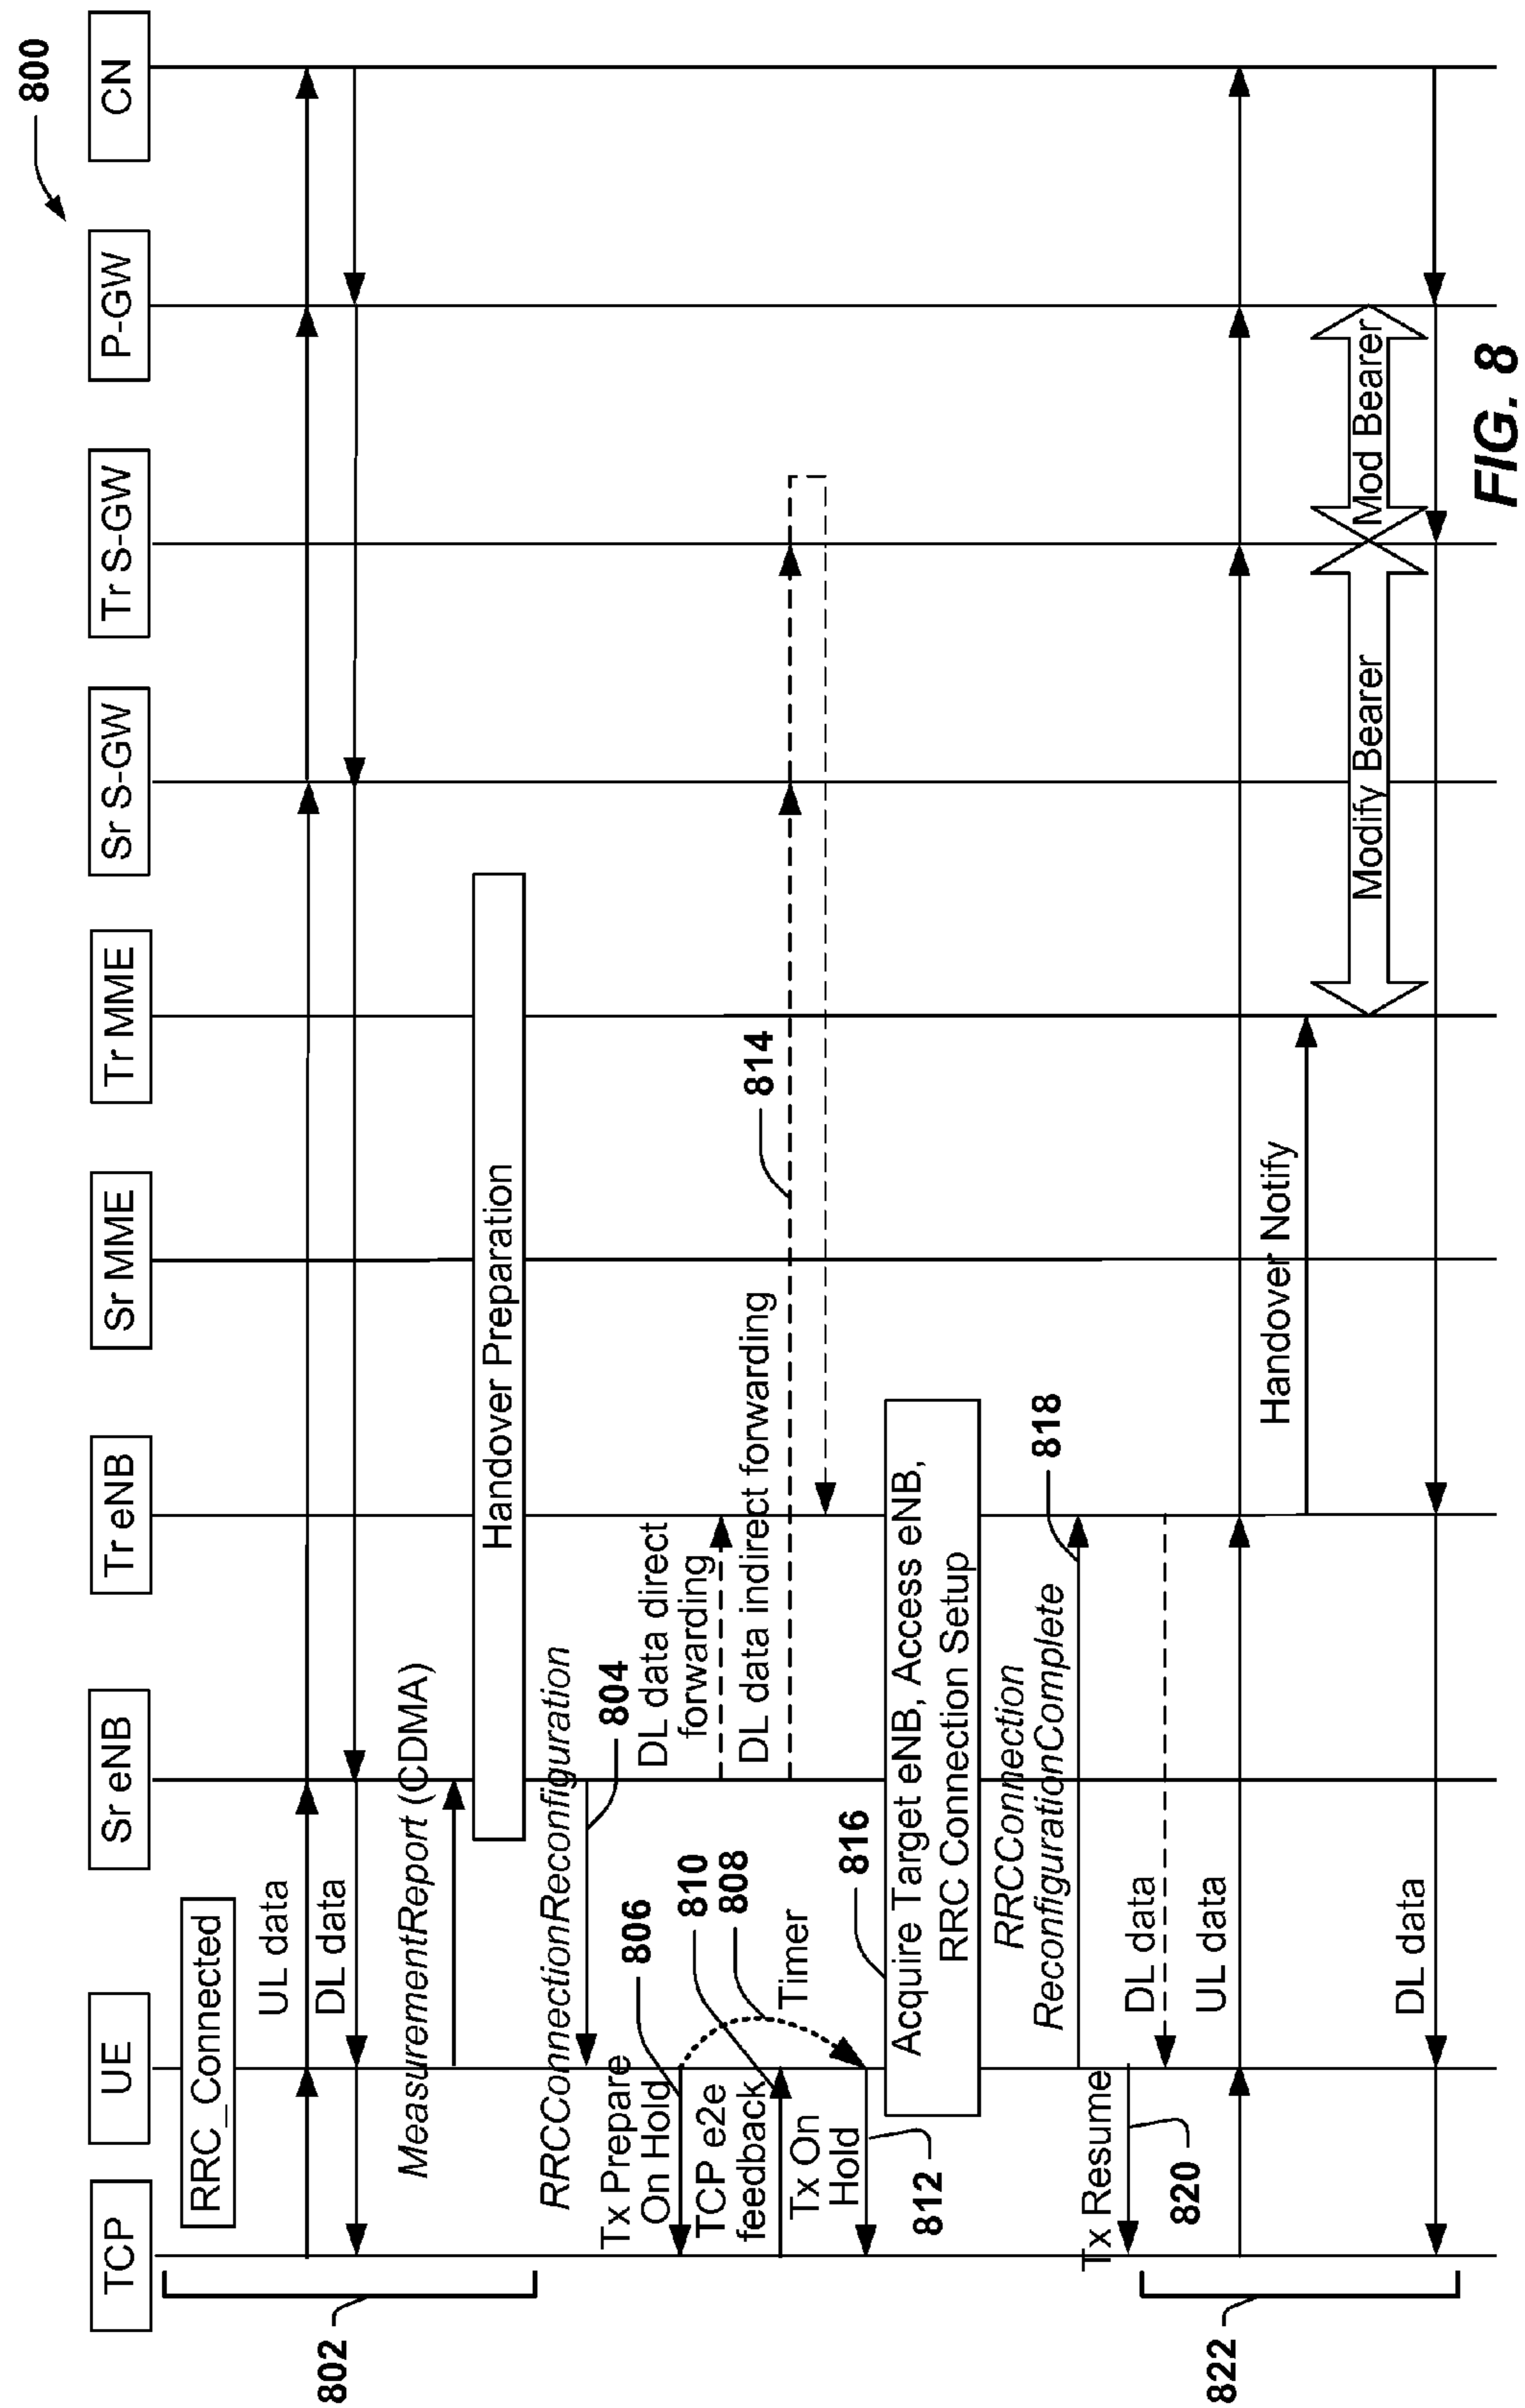 800
TCP
UE
Sr eNB
Tr eNB
Sr MME
Tr MME
Sr S-GW
Tr S-GW
P-GW
CN
RRC_Connected
UL data
DL data
802
MeasurementReport (CDMA)
Handover Preparation
RRCConnectionReconfiguration
804
Tx Prepare
On Hold
806
DL data direct
forwarding
TCP e2e
feedback
810
808
Timer
DL data indirect forwarding
814
Tx On
Hold
812
816
Acquire Target eNB, Access eNB,
RRC Connection Setup
RRCConnection
ReconfigurationComplete
818
Tx Resume
820
DL data
UL data
822
Handover Notify
Modify Bearer
Mod Bearer
DL data
FIG. 8